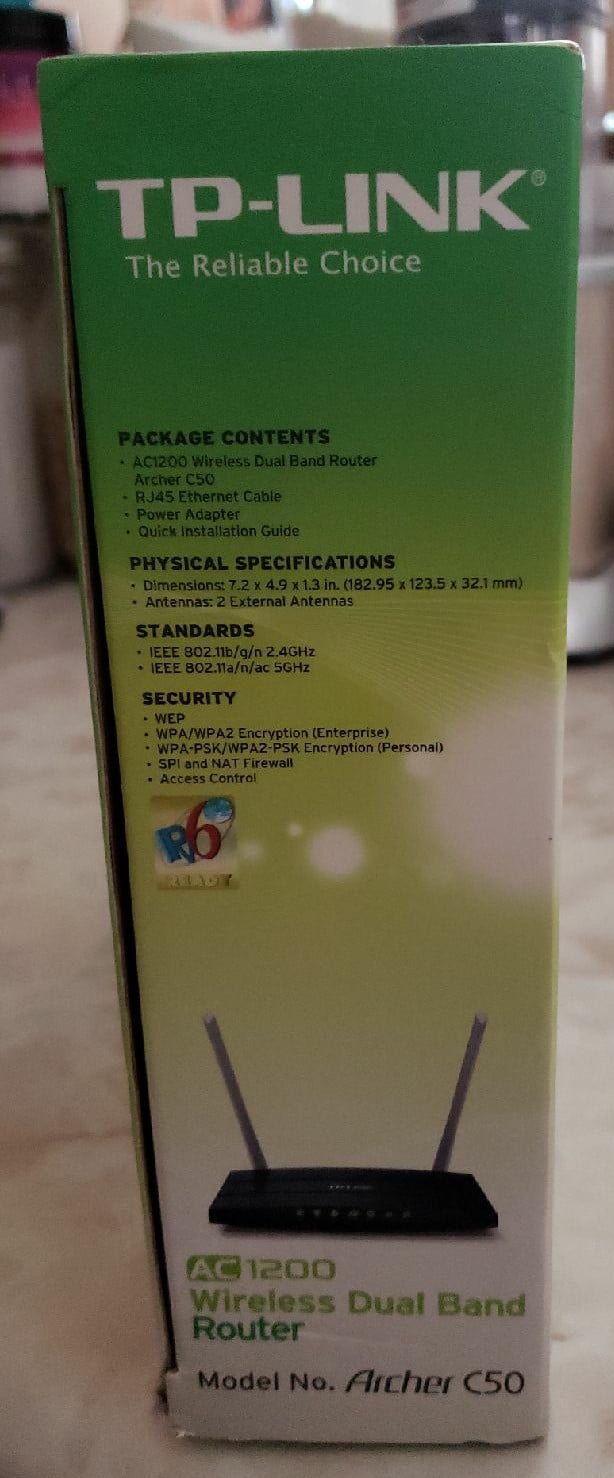 TP-LINK®
The Reliable Choice
PACKAGE CONTENTS
• AC1200 Wireless Dual Band Router
Archer C50
• RJ45 Ethernet Cable
• Power Adapter
• Quick Installation Guide
PHYSICAL SPECIFICATIONS
• Dimensions: 7.2 x 4.9 x 1.3 in. (182.95 x 123.5 x 32.1 mm)
• Antennas: 2 External Antennas
STANDARDS
• IEEE 802.11b/g/n 2.4GHz
• IEEE 802.11a/n/ac 5GHz
SECURITY
• WEP
• WPA/WPA2 Encryption (Enterprise)
• WPA-PSK/WPA2-PSK Encryption (Personal)
• SPI and NAT Firewall
• Access Control
IPv6
READY
TP-LINK
AC1200
Wireless Dual Band
Router
Model No. Archer C50